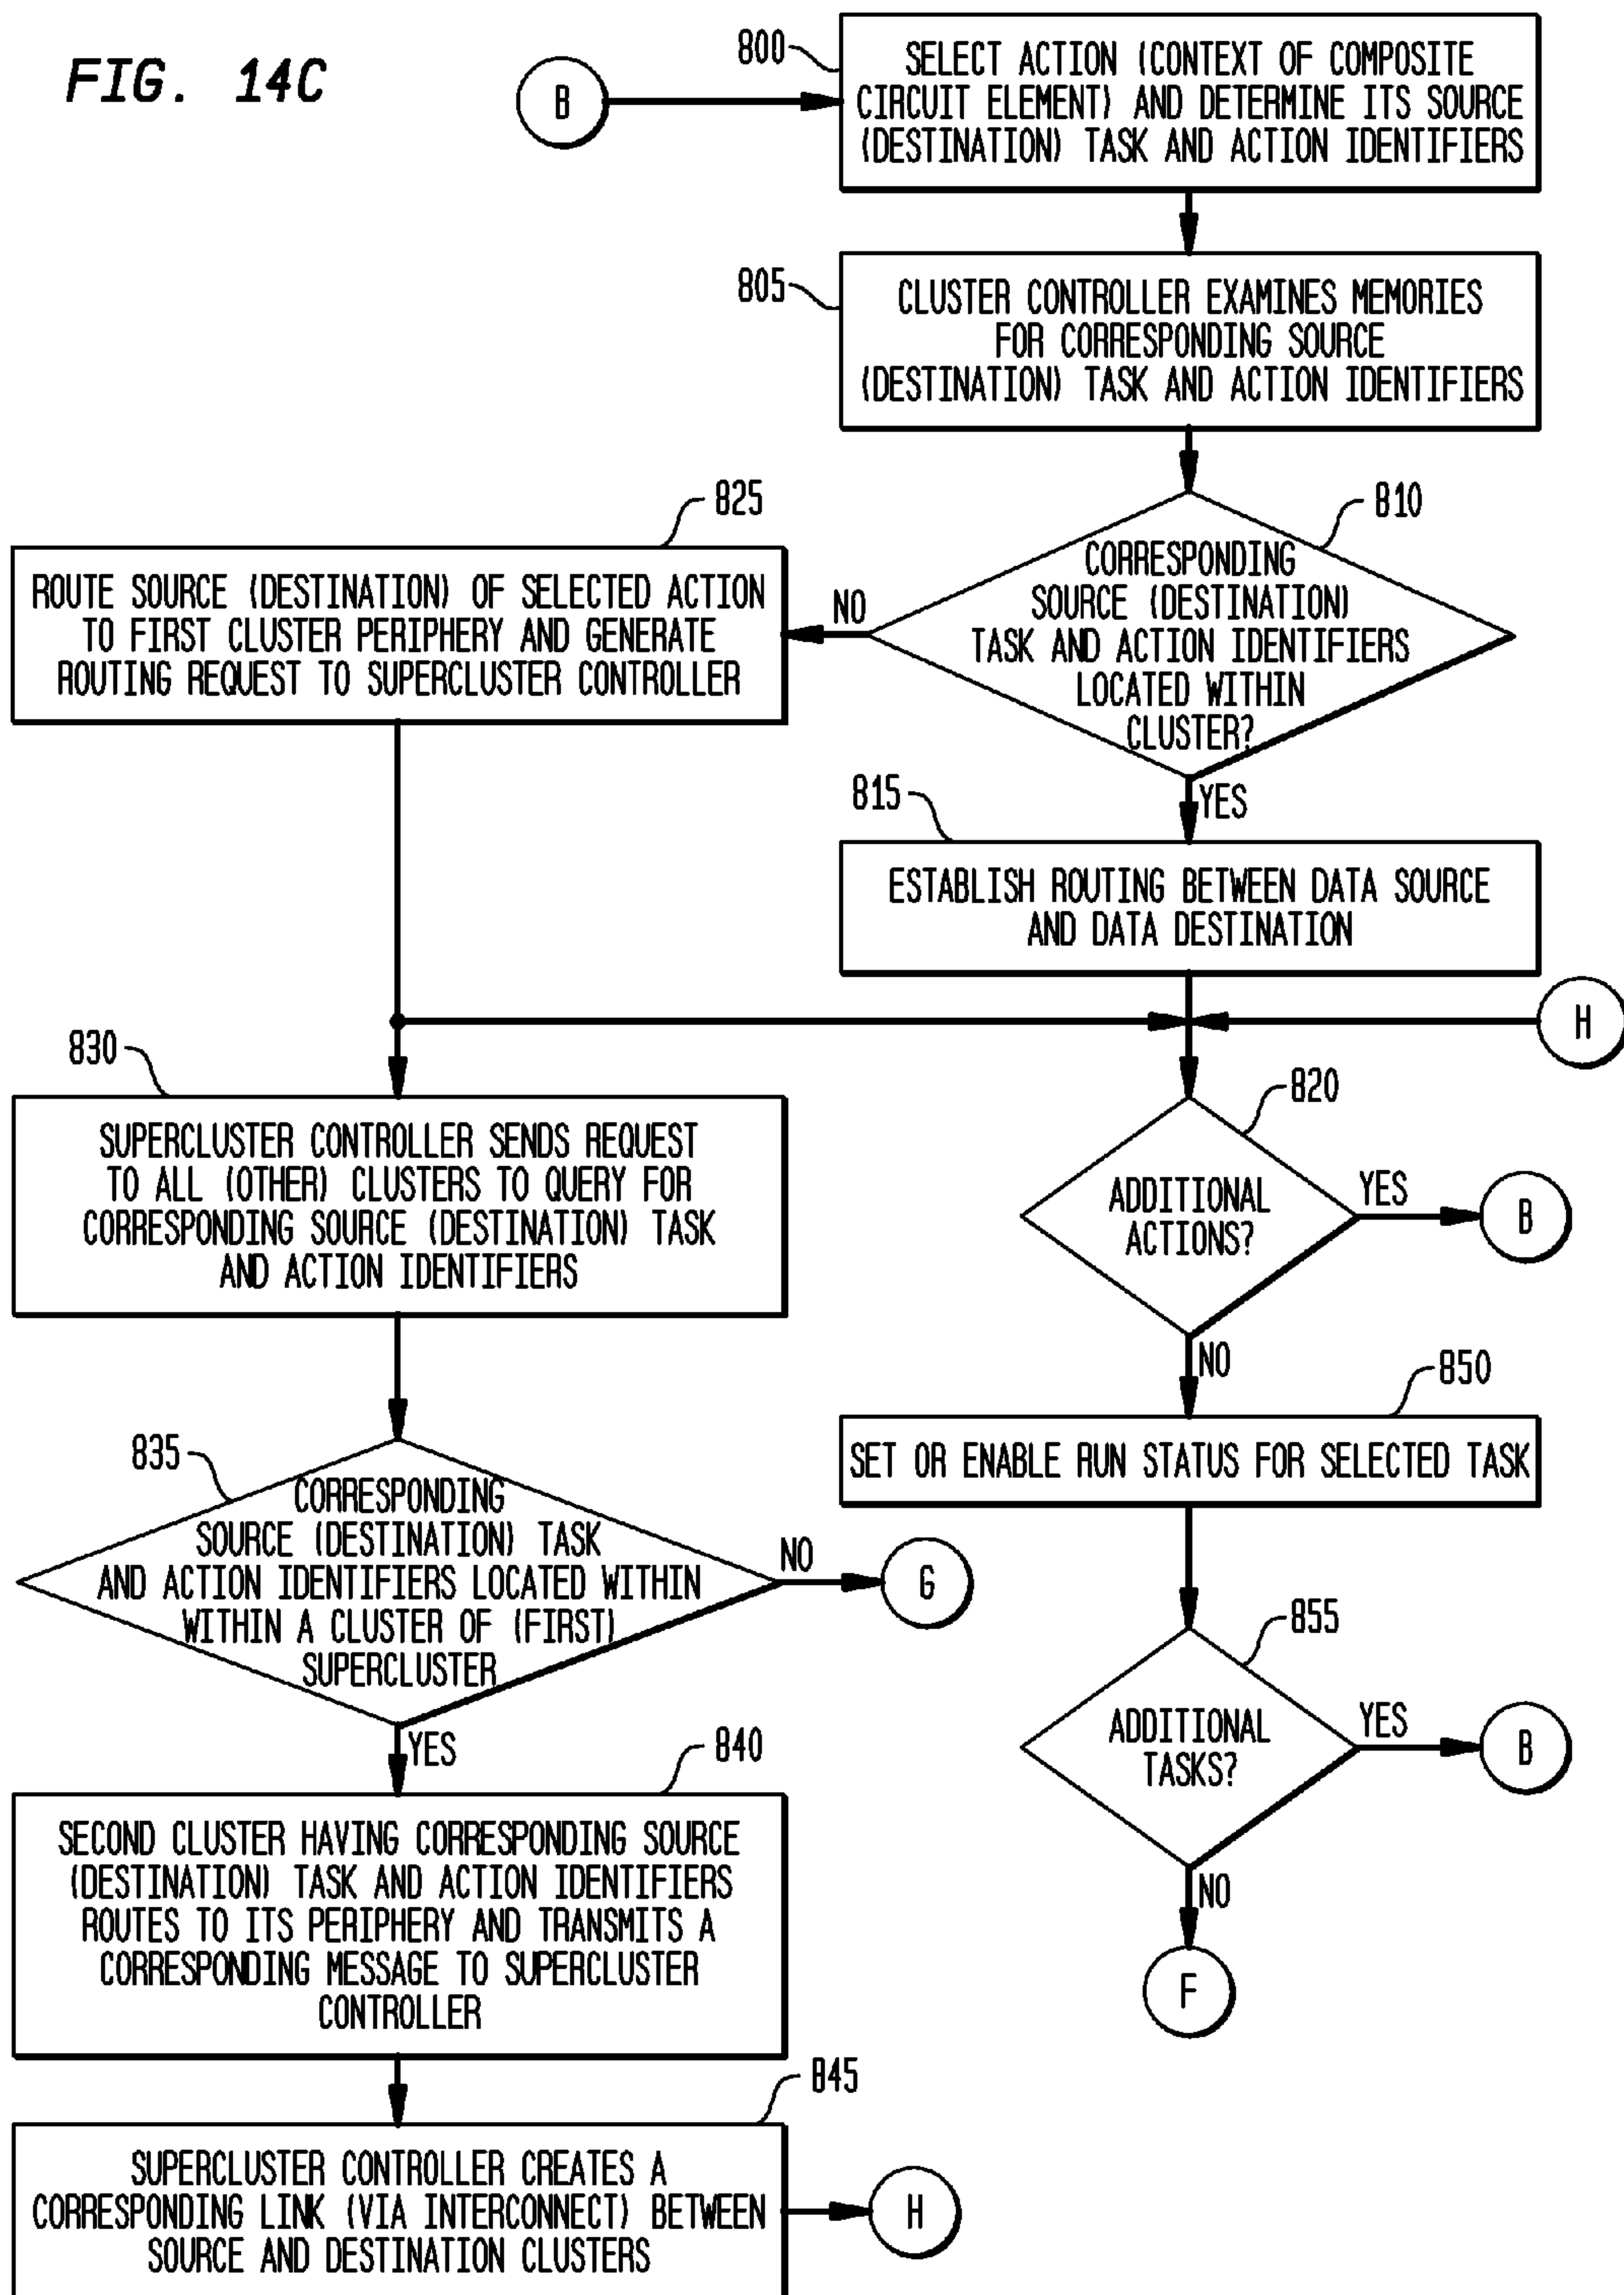 FIG. 14C
B
800
SELECT ACTION (CONTEXT OF COMPOSITE
CIRCUIT ELEMENT) AND DETERMINE ITS SOURCE
(DESTINATION) TASK AND ACTION IDENTIFIERS
805
CLUSTER CONTROLLER EXAMINES MEMORIES
FOR CORRESPONDING SOURCE
(DESTINATION) TASK AND ACTION IDENTIFIERS
810
CORRESPONDING
SOURCE (DESTINATION)
TASK AND ACTION IDENTIFIERS
LOCATED WITHIN
CLUSTER?
NO
YES
825
ROUTE SOURCE (DESTINATION) OF SELECTED ACTION
TO FIRST CLUSTER PERIPHERY AND GENERATE
ROUTING REQUEST TO SUPERCLUSTER CONTROLLER
815
ESTABLISH ROUTING BETWEEN DATA SOURCE
AND DATA DESTINATION
H
830
SUPERCLUSTER CONTROLLER SENDS REQUEST
TO ALL (OTHER) CLUSTERS TO QUERY FOR
CORRESPONDING SOURCE (DESTINATION) TASK
AND ACTION IDENTIFIERS
820
ADDITIONAL
ACTIONS?
YES
B
NO
850
SET OR ENABLE RUN STATUS FOR SELECTED TASK
835
CORRESPONDING
SOURCE (DESTINATION) TASK
AND ACTION IDENTIFIERS LOCATED WITHIN
WITHIN A CLUSTER OF (FIRST)
SUPERCLUSTER
NO
G
YES
855
ADDITIONAL
TASKS?
YES
B
NO
F
840
SECOND CLUSTER HAVING CORRESPONDING SOURCE
(DESTINATION) TASK AND ACTION IDENTIFIERS
ROUTES TO ITS PERIPHERY AND TRANSMITS A
CORRESPONDING MESSAGE TO SUPERCLUSTER
CONTROLLER
845
SUPERCLUSTER CONTROLLER CREATES A
CORRESPONDING LINK (VIA INTERCONNECT) BETWEEN
SOURCE AND DESTINATION CLUSTERS
H